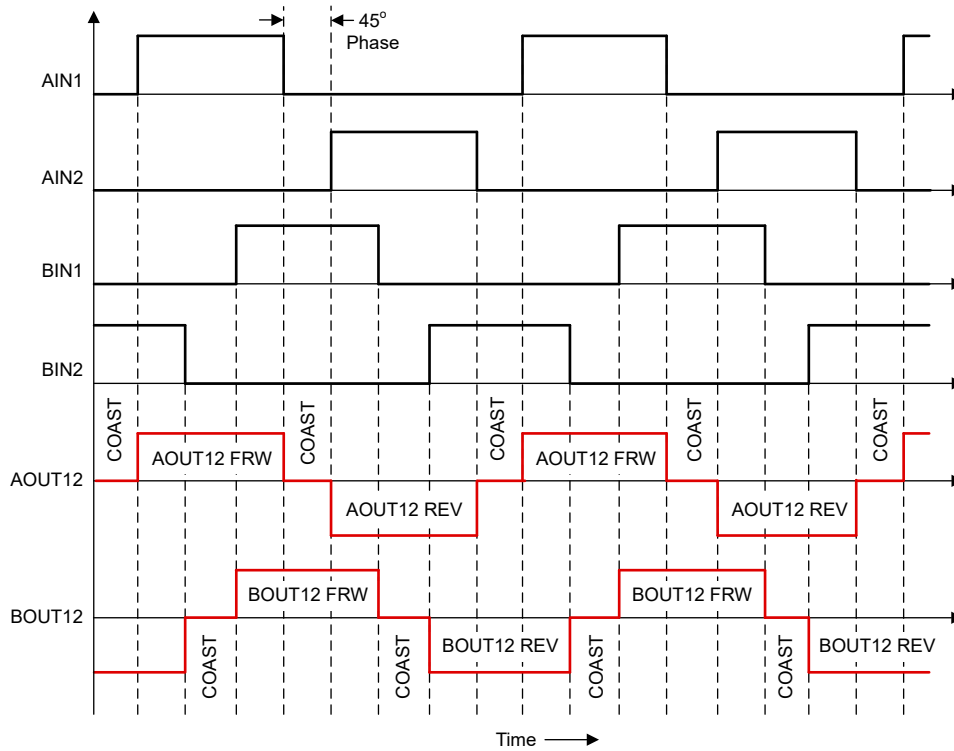 45o
Phase
AIN1
AIN2
BIN1
BIN2
COAST
COAST
COAST
COAST
COAST
AOUT12 FRW
AOUT12 FRW
AOUT12
AOUT12 REV
AOUT12 REV
BOUT12 FRW
BOUT12 FRW
BOUT12
COAST
BOUT12 REV
COAST
COAST
BOUT12 REV
COAST
Time